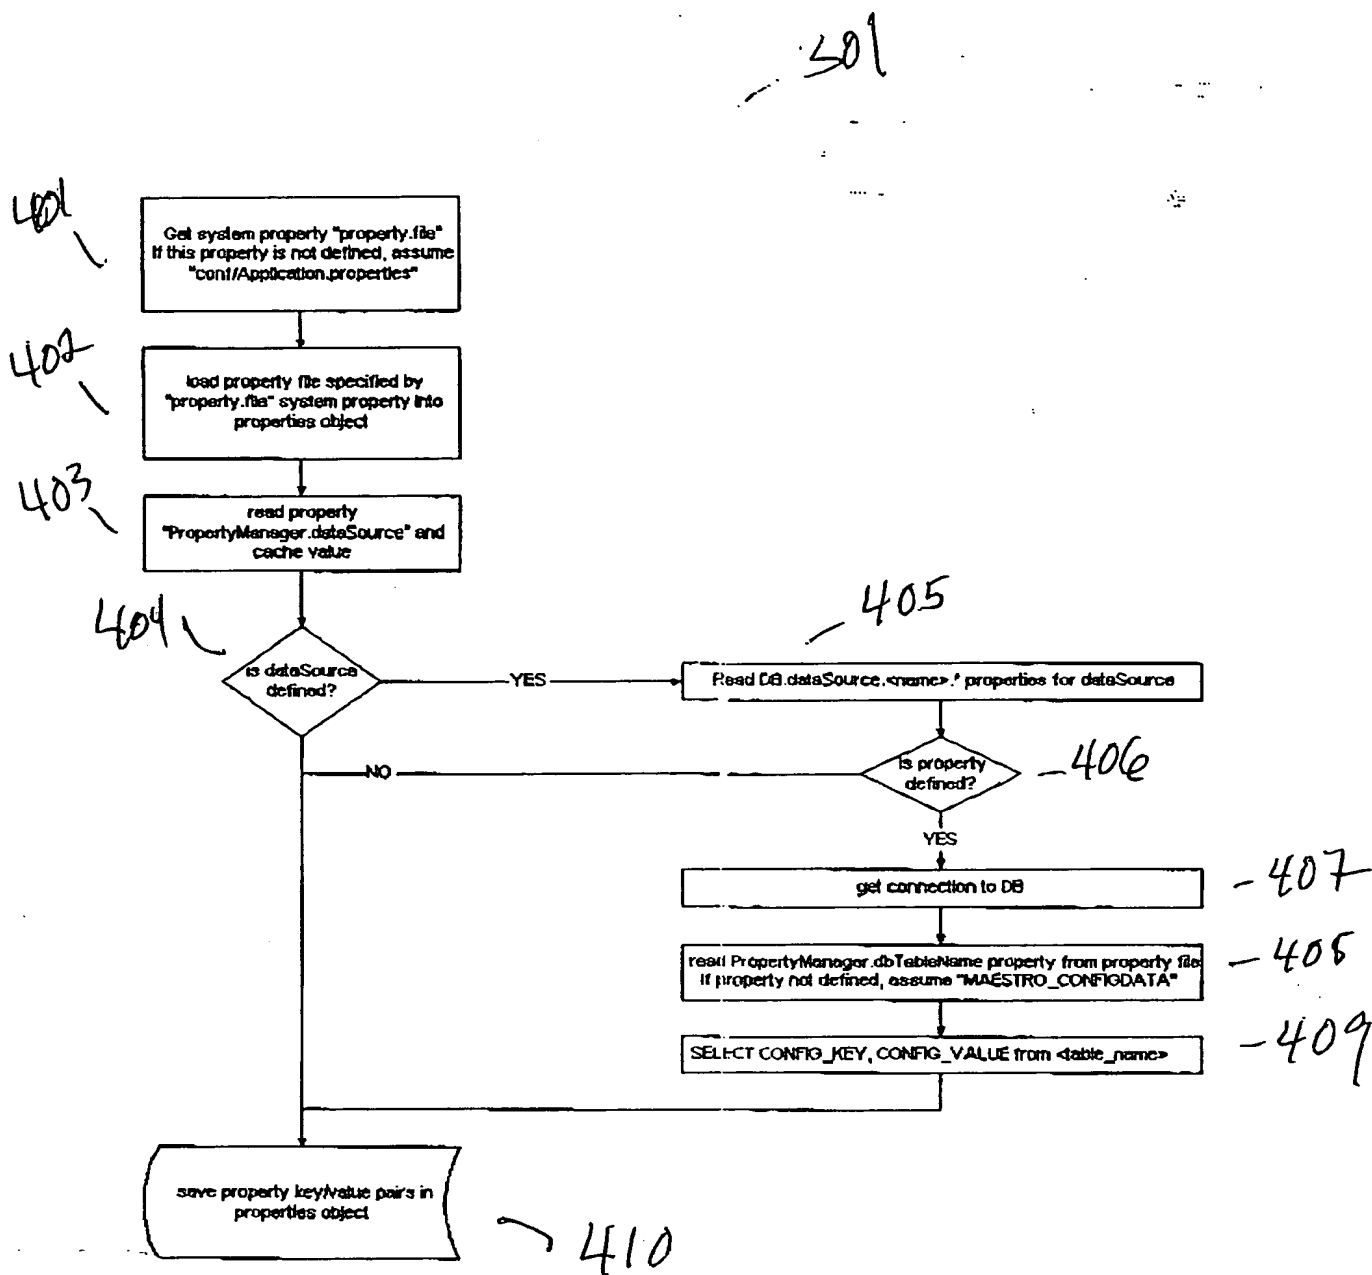 301
401
Get system property "property.file"
If this property is not defined, assume
"conf/Application.properties"
402
load property file specified by
"property.file" system property into
properties object
403
read property
"PropertyManager.dataSource" and
cache value
404
is dataSource
defined?
YES
405
Read DB.dataSource.<name>.* properties for dataSource
NO
is property
defined?
406
YES
get connection to DB
407
read PropertyManager.dbTableName property from property file
If property not defined, assume "MAESTRO_CONFIGDATA"
408
SELECT CONFIG_KEY, CONFIG_VALUE from <table_name>
409
save property key/value pairs in
properties object
410